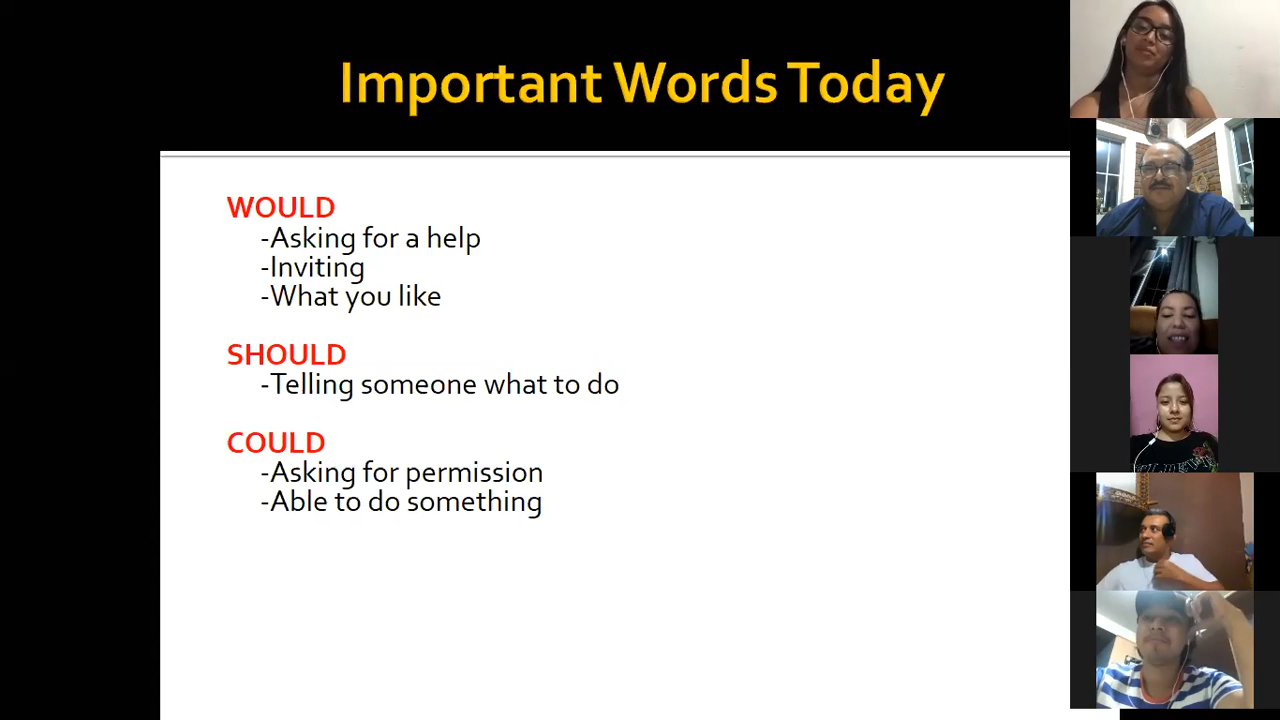 Important Words Today
WOULD
-Asking for a help
-Inviting
-What you like
SHOULD
-Telling someone what to do
COULD
-Asking for permission
-Able to do something